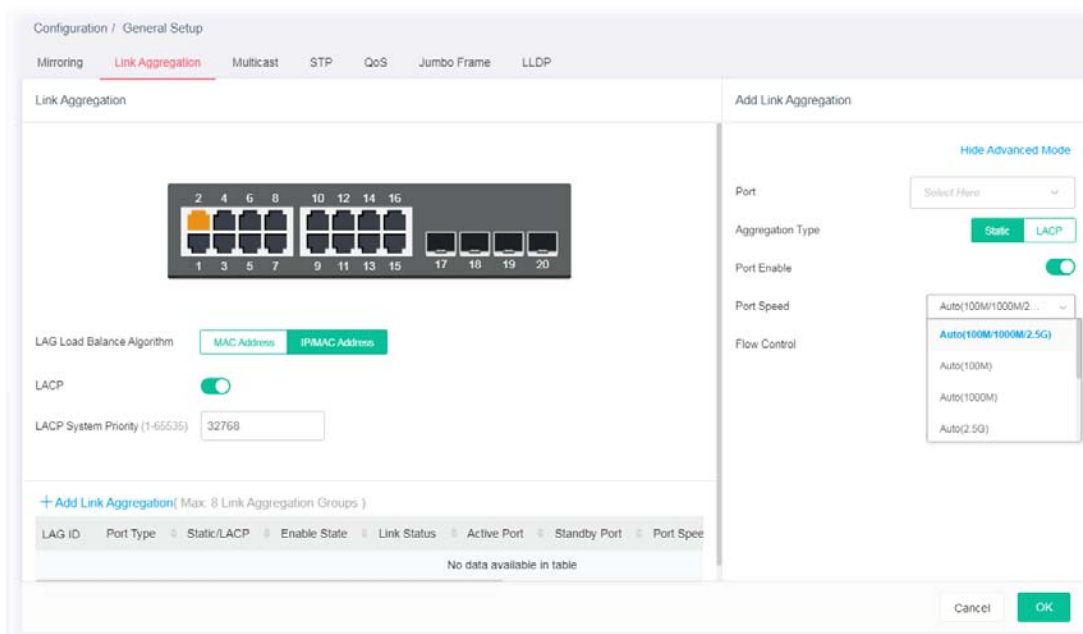 Configuration / General Setup
Mirroring Link Aggregation Multicast STP QoS Jumbo Frame LLDP
Link Aggregation
2 4 6 8 10 12 14 16
1 3 5 7 9 11 13 15 17 18 19 20
LAG Load Balance Algorithm MAC Address IP/MAC Address
LACP
LACP System Priority (1-65535) 32768
+Add Link Aggregation( Max. 8 Link Aggregation Groups )
LAG ID Port Type Static/LACP Enable State Link Status Active Port Standby Port Port Spee
No data available in table
Add Link Aggregation
Hide Advanced Mode
Port Select Here
Aggregation Type Static LACP
Port Enable
Port Speed Auto(100M/1000M/2...
Auto(100M/1000M/2.5G)
Flow Control
Auto(100M)
Auto(1000M)
Auto(2.5G)
Cancel OK